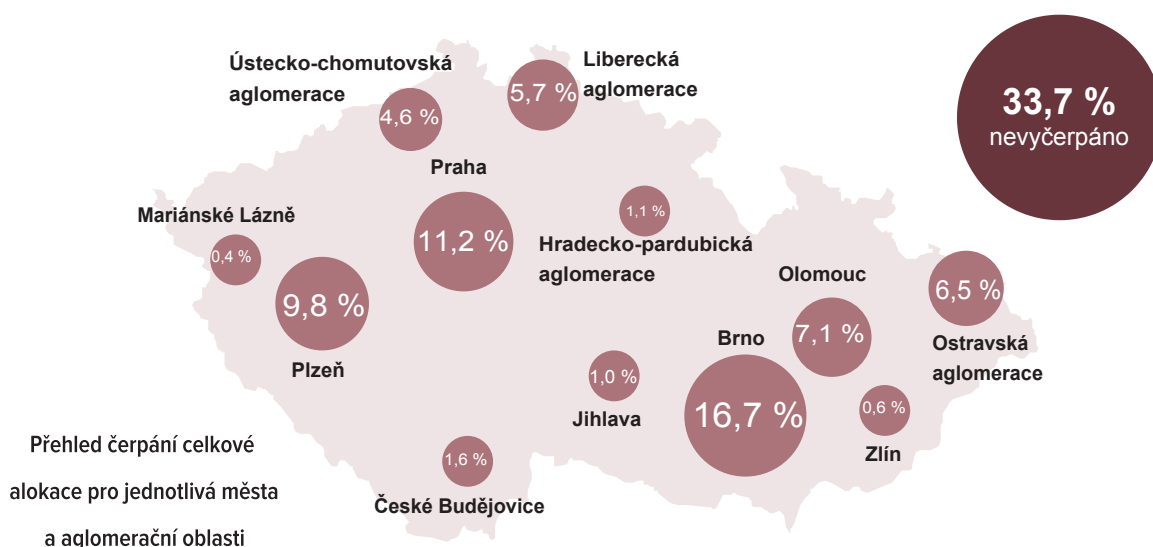 Ústecko-chomutovská
aglomerace
4,6 %
Liberecká
aglomerace
5,7 %
33,7 %
nevyčerpáno
Praha
11,2 %
Mariánské Lázně
0,4 %
1,1 %
Hradecko-pardubická
aglomerace
9,8 %
Plzeň
Olomouc
7,1 %
6,5 %
Ostravská
aglomerace
Brno
16,7 %
1,0 %
Jihlava
0,6 %
Zlín
1,6 %
České Budějovice
Přehled čerpání celkové
alokace pro jednotlivá města
a aglomerační oblasti